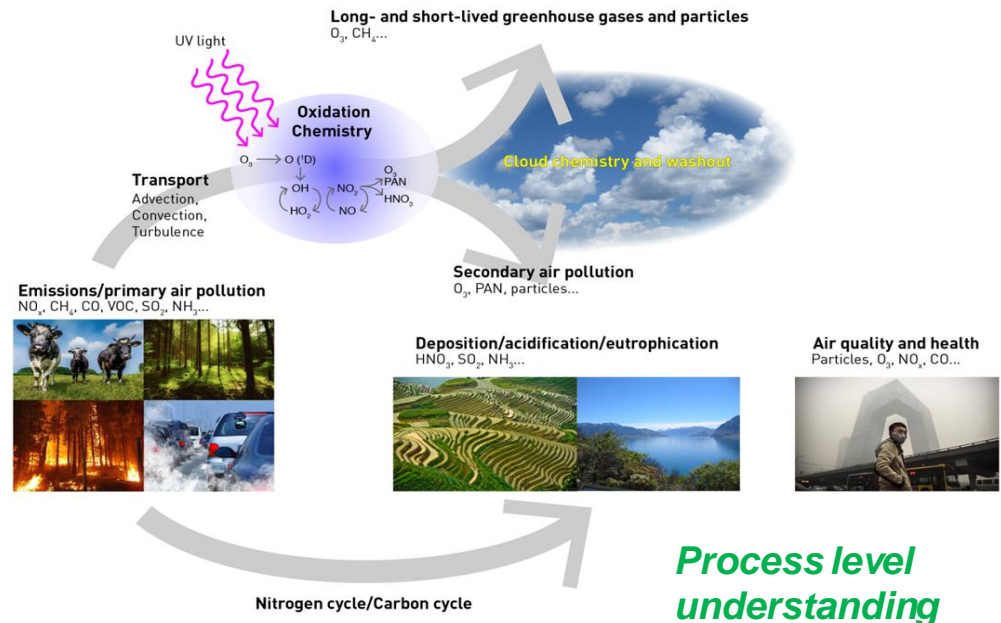 Long- and short-lived greenhouse gases and particles
O₃, CH₄...
UV light
Oxidation
Chemistry
O₃ → O (¹D)
OH
HO₂
NO₂
NO
O₃
PAN
HNO₃
Cloud chemistry and washout
Transport
Advection,
Convection,
Turbulence
Secondary air pollution
O₃, PAN, particles...
Emissions/primary air pollution
NOₓ, CH₄, CO, VOC, SO₂, NH₃...
Deposition/acidification/eutrophication
HNO₃, SO₂, NH₃...
Air quality and health
Particles, O₃, NOₓ, CO...
Nitrogen cycle/Carbon cycle
Process level
understanding